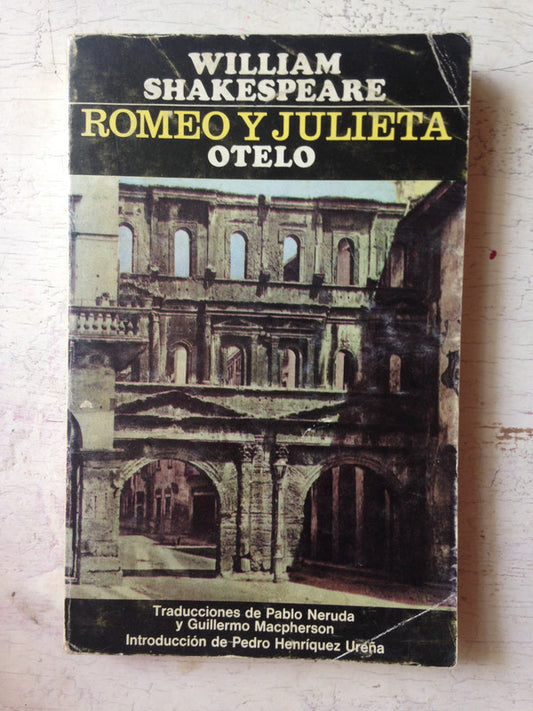 WILLIAM
SHAKESPEARE
ROMEO Y JULIETA
OTELO
Traducciones de Pablo Neruda
y Guillermo Macpherson
Introducción de Pedro Henríquez Ureña